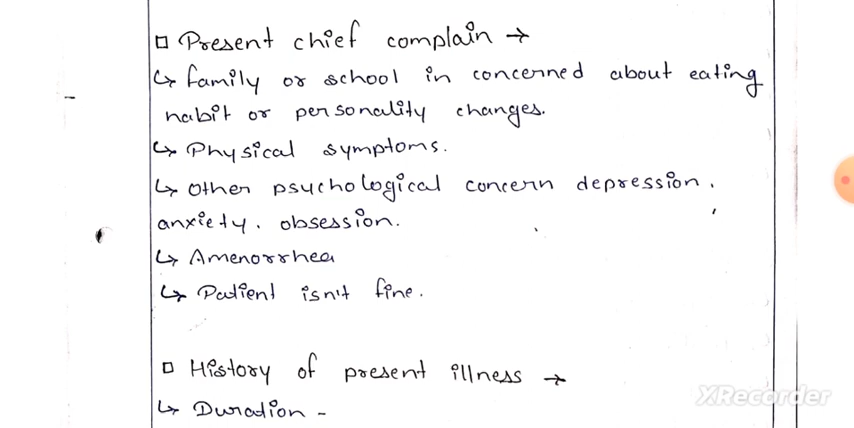 □ Present chief complain →
↳ family or school in concerned about eating
habit or personality changes.
↳ Physical symptoms.
↳ Other psychological concern depression,
anxiety. obsession.
↳ Amenorrhea
↳ Patient isn't fine.
□ History of present illness →
↳ Duration -
XRecorder